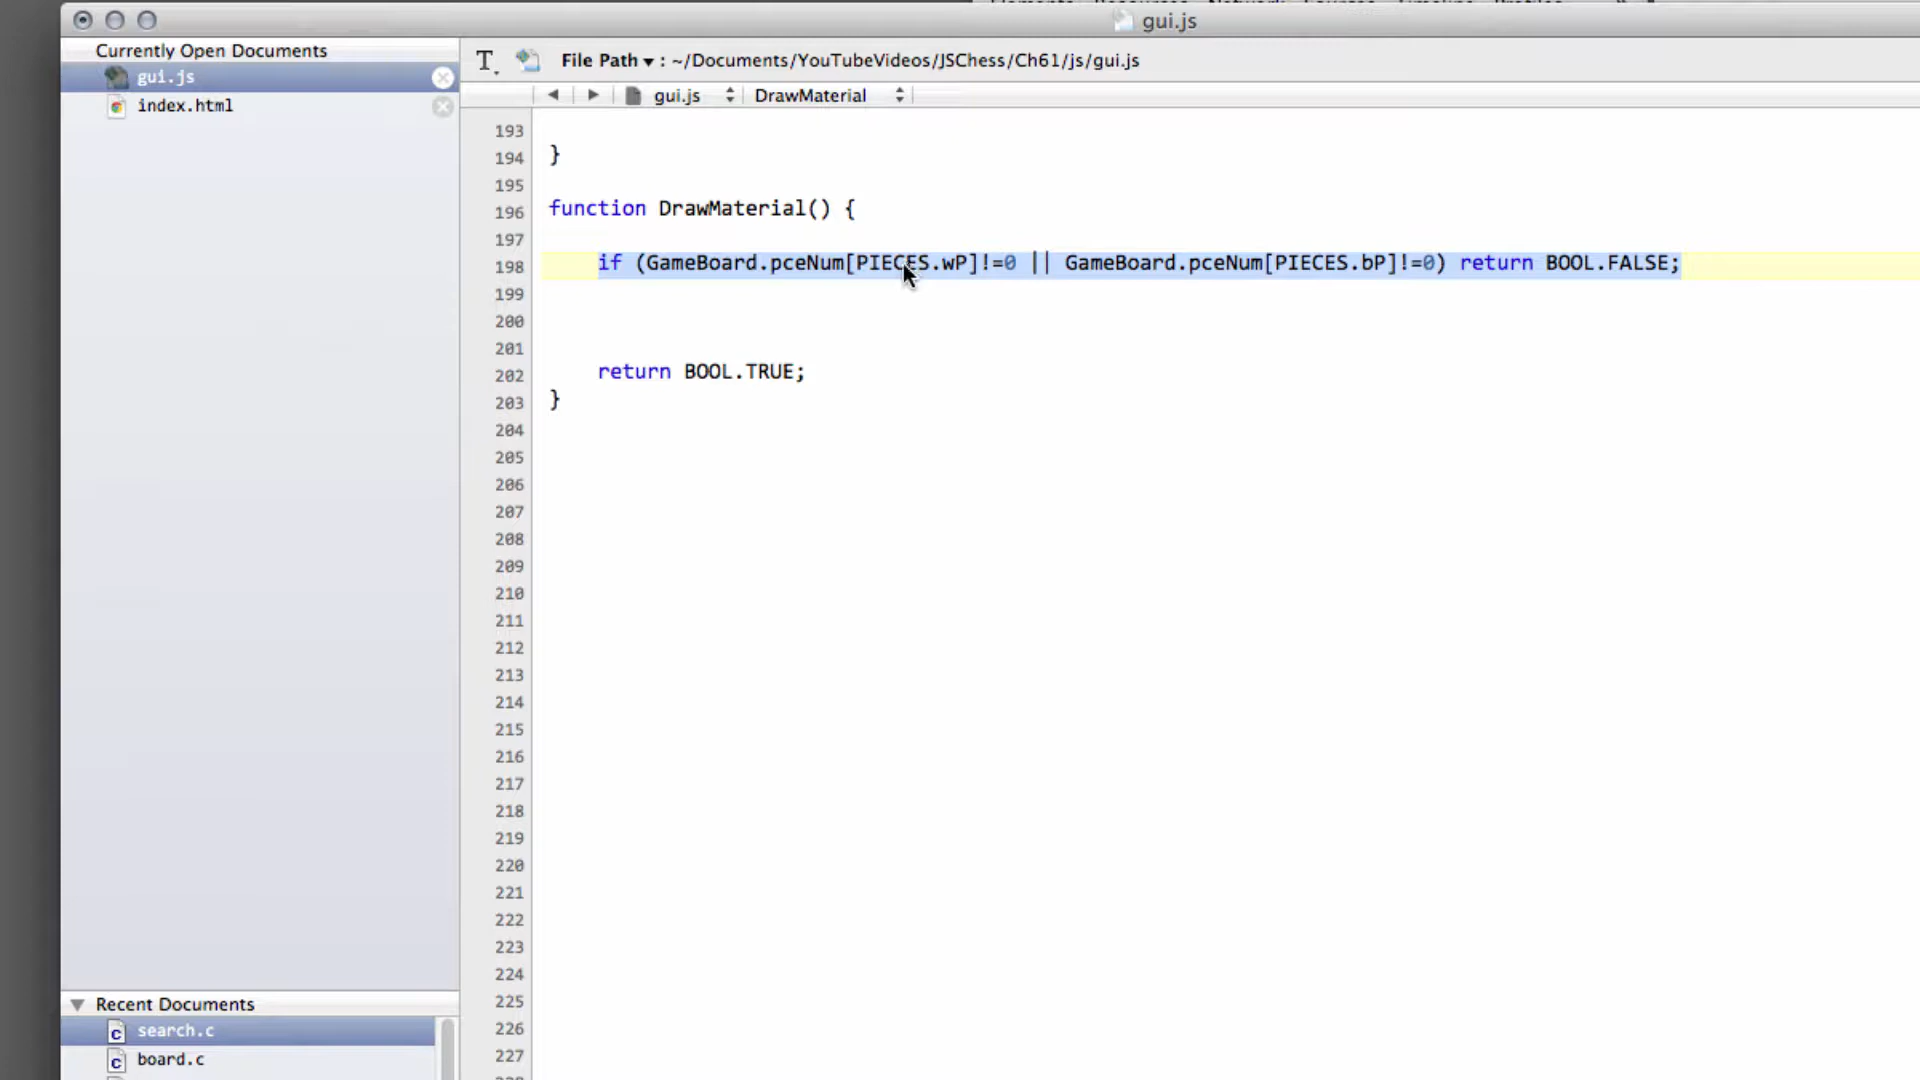 gui.js
Currently Open Documents
gui.js
index.html
T
File Path ▾ : ~/Documents/YouTubeVideos/JSChess/Ch61/js/gui.js
gui.js
DrawMaterial
193
194 }
195
196 function DrawMaterial() {
197
198 if (GameBoard.pceNum[PIECES.wP]!=0 || GameBoard.pceNum[PIECES.bP]!=0) return BOOL.FALSE;
199
200
201
202 return BOOL.TRUE;
203 }
204
205
206
207
208
209
210
211
212
213
214
215
216
217
218
219
220
221
222
223
224
225
226
227
Recent Documents
search.c
board.c